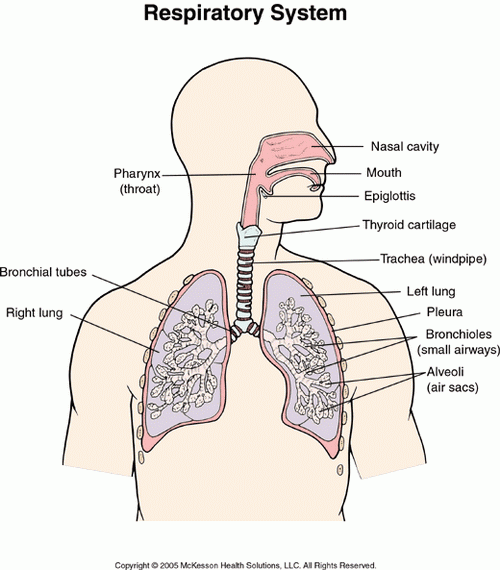 Respiratory System
Nasal cavity
Pharynx
(throat)
Mouth
Epiglottis
Thyroid cartilage
Trachea (windpipe)
Bronchial tubes
Left lung
Right lung
Pleura
Bronchioles
(small airways)
Alveoli
(air sacs)
Copyright © 2005 McKesson Health Solutions, LLC. All Rights Reserved.